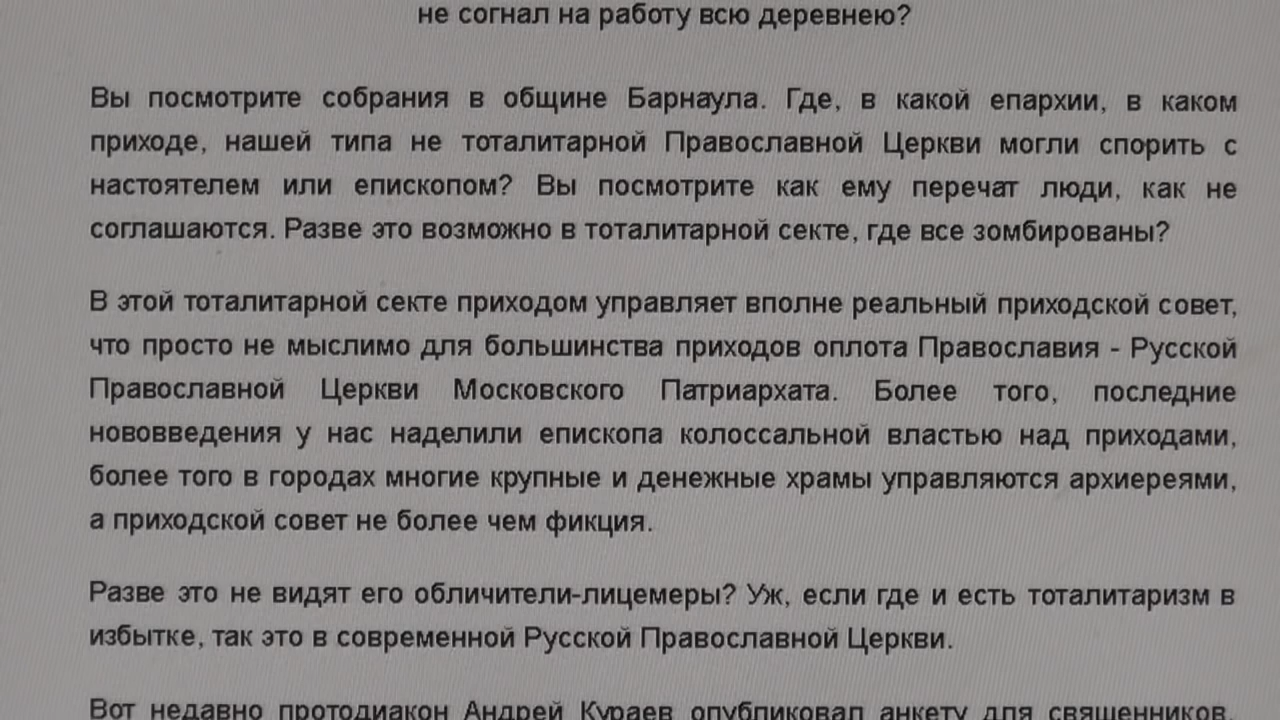 не согнал на работу всю деревнею?
Вы посмотрите собрания в общине Барнаула. Где, в какой епархии, в каком
приходе, нашей типа не тоталитарной Православной Церкви могли спорить с
настоятелем или епископом? Вы посмотрите как ему перечат люди, как не
соглашаются. Разве это возможно в тоталитарной секте, где все зомбированы?
В этой тоталитарной секте приходом управляет вполне реальный приходской совет,
что просто не мыслимо для большинства приходов оплота Православия - Русской
Православной Церкви Московского Патриархата. Более того, последние
нововведения у нас наделили епископа колоссальной властью над приходами,
более того в городах многие крупные и денежные храмы управляются архиереями,
а приходской совет не более чем фикция.
Разве это не видят его обличители-лицемеры? Уж, если где и есть тоталитаризм в
избытке, так это в современной Русской Православной Церкви.
Вот недавно протодиакон Андрей Кураев опубликовал анкету для священников,